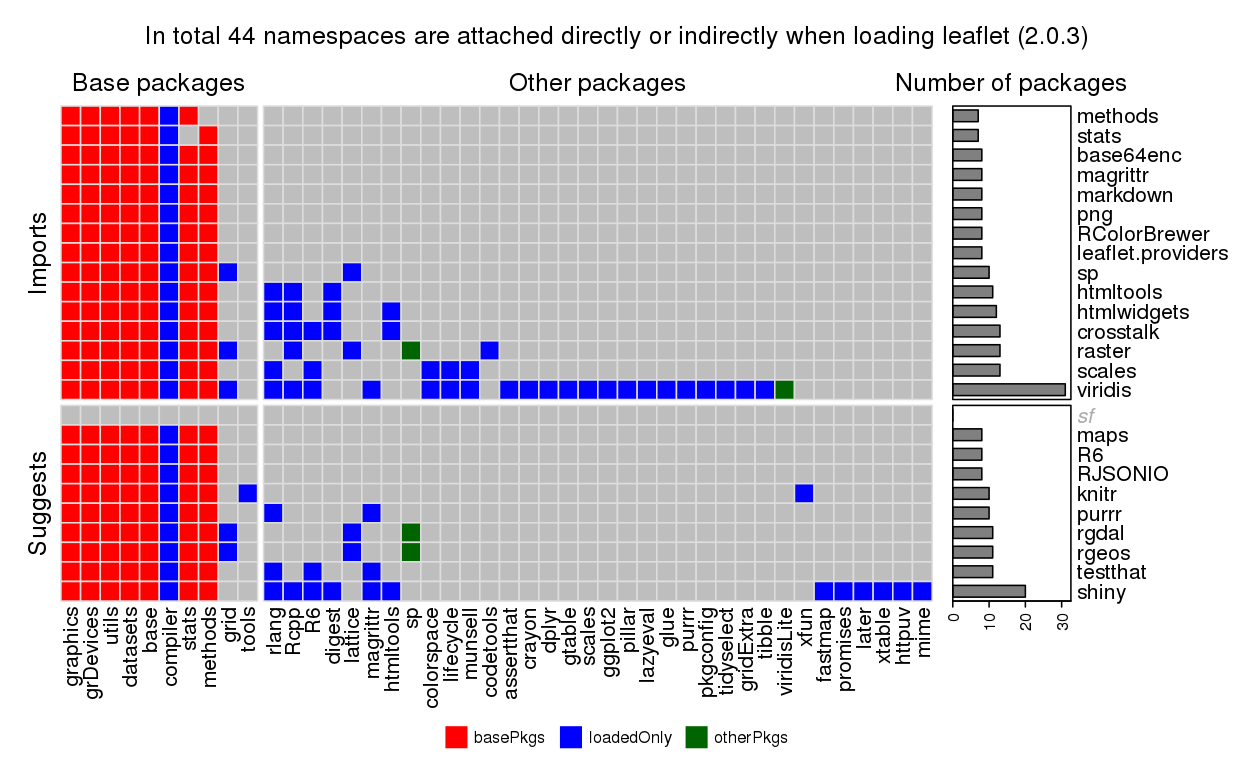 In total 44 namespaces are attached directly or indirectly when loading leaflet (2.0.3)
Base packages
Other packages
Number of packages
Imports
methods
stats
base64enc
magrittr
markdown
png
RColorBrewer
leaflet.providers
sp
htmltools
htmlwidgets
crosstalk
raster
scales
viridis
Suggests
sf
maps
R6
RJSONIO
knitr
purrr
rgdal
rgeos
testthat
shiny
graphics
grDevices
utils
datasets
base
compiler
stats
methods
grid
tools
rlang
Rcpp
R6
digest
lattice
magrittr
htmltools
sp
colorspace
lifecycle
munsell
codetools
assertthat
crayon
dplyr
gtable
scales
ggplot2
pillar
lazyeval
glue
purrr
pkgconfig
tidyselect
gridExtra
tibble
viridisLite
xfun
fastmap
promises
later
xtable
httpuv
mime
0
10
20
30
basePkgs
loadedOnly
otherPkgs